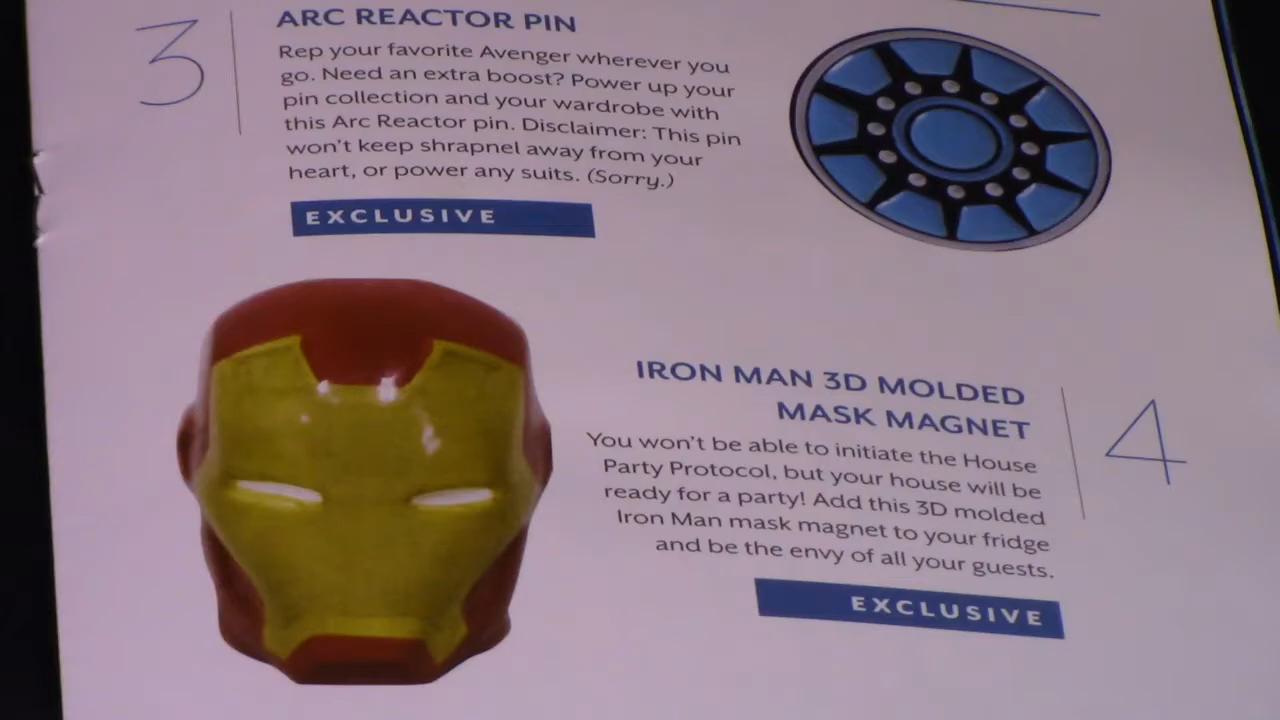 3
ARC REACTOR PIN
Rep your favorite Avenger wherever you
go. Need an extra boost? Power up your
pin collection and your wardrobe with
this Arc Reactor pin. Disclaimer: This pin
won't keep shrapnel away from your
heart, or power any suits. (Sorry.)
EXCLUSIVE
IRON MAN 3D MOLDED
MASK MAGNET
4
You won't be able to initiate the House
Party Protocol, but your house will be
ready for a party! Add this 3D molded
Iron Man mask magnet to your fridge
and be the envy of all your guests.
EXCLUSIVE